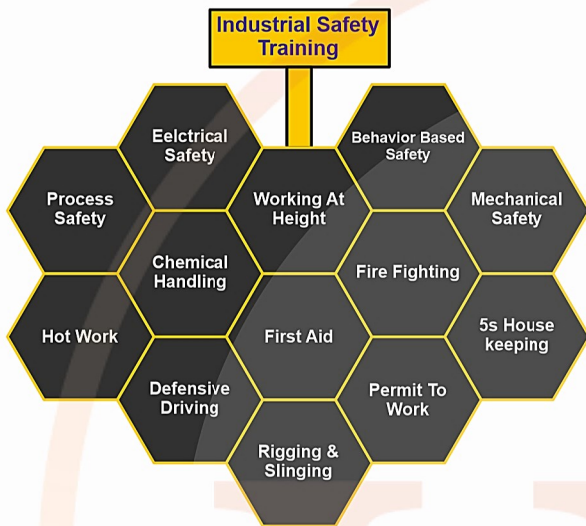 Industrial Safety
Training
Eelctrical
Safety
Behavior Based
Safety
Process
Safety
Working At
Height
Mechanical
Safety
Chemical
Handling
Fire Fighting
Hot Work
First Aid
5s House
keeping
Defensive
Driving
Permit To
Work
Rigging &
Slinging